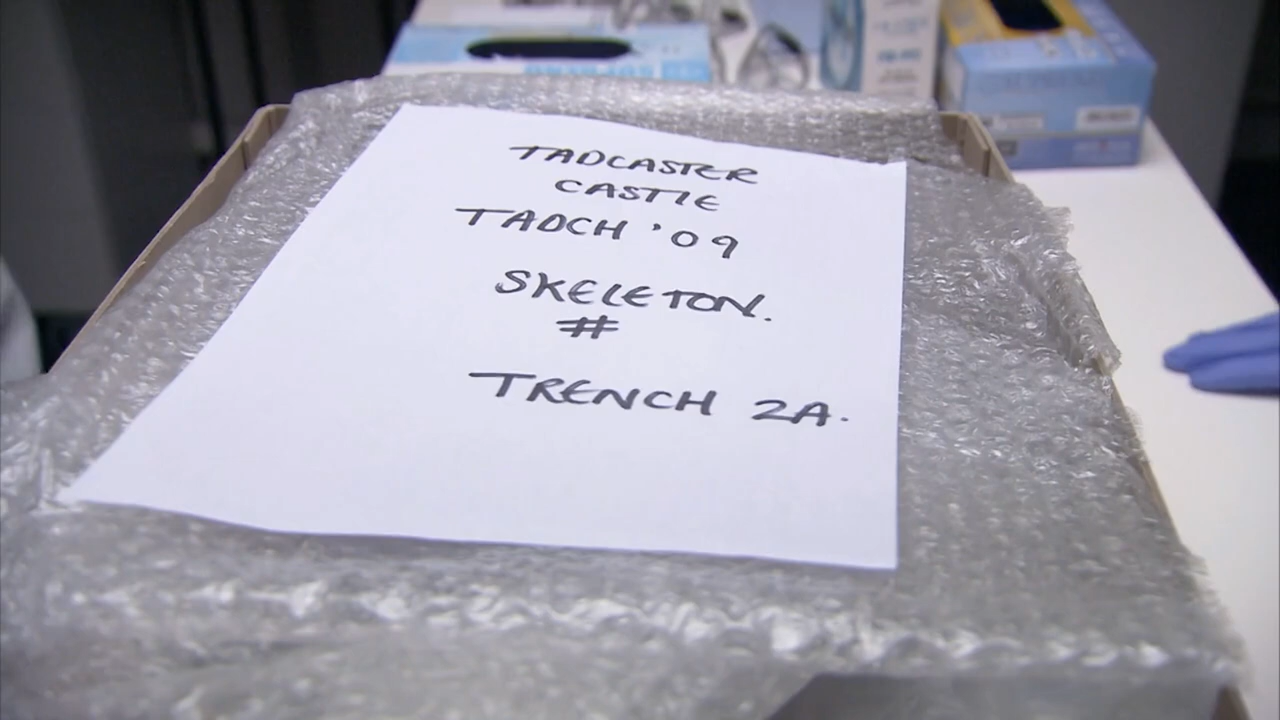 TADCASTER
CASTLE
TADCH '09
SKELETON.
#
TRENCH 2A.